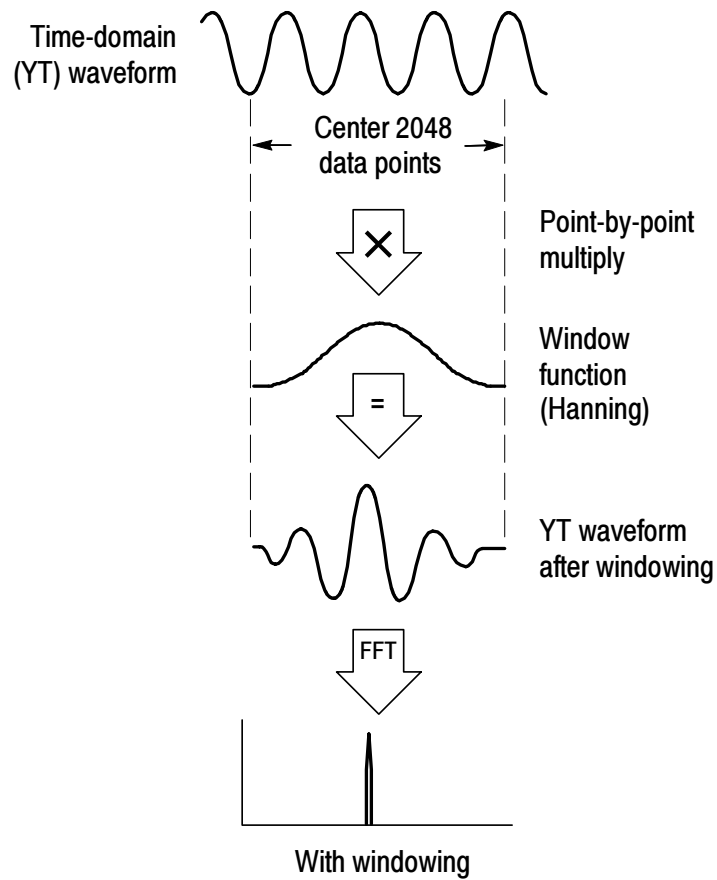 Time-domain
(YT) waveform
Center 2048
data points
×
Point-by-point
multiply
Window
function
(Hanning)
=
YT waveform
after windowing
FFT
With windowing